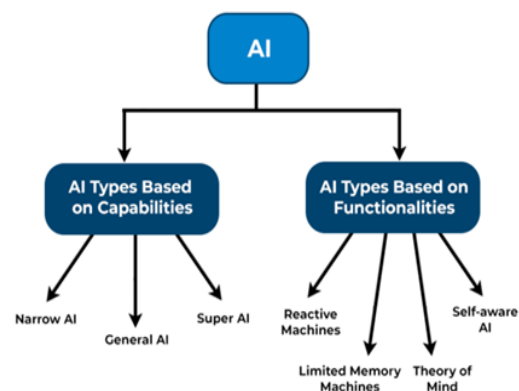 AI
AI Types Based
on Capabilities
AI Types Based on
Functionalities
Narrow AI
General AI
Super AI
Reactive
Machines
Limited Memory
Machines
Theory of
Mind
Self-aware
AI